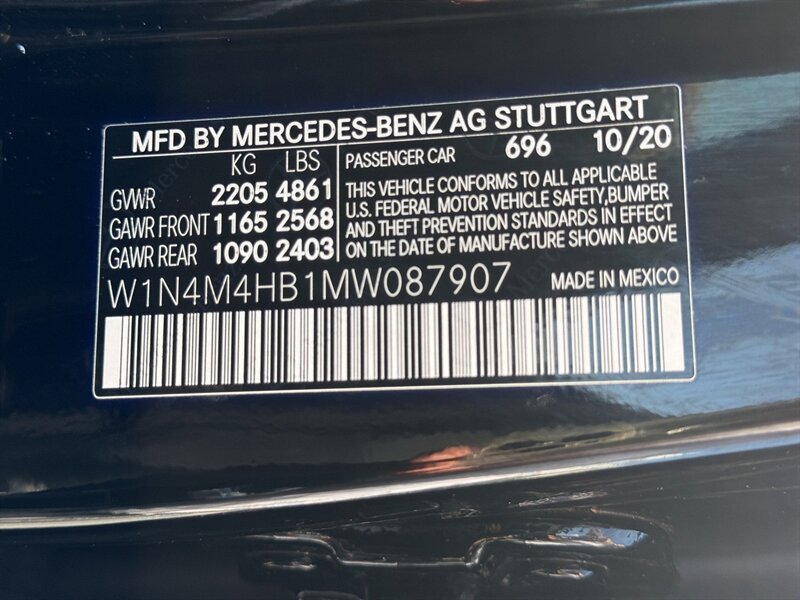 MFD BY MERCEDES-BENZ AG STUTTGART
KG LBS
GVWR 2205 4861
GAWR FRONT 1165 2568
GAWR REAR 1090 2403
PASSENGER CAR 696 10/20
THIS VEHICLE CONFORMS TO ALL APPLICABLE
U.S. FEDERAL MOTOR VEHICLE SAFETY,BUMPER
AND THEFT PREVENTION STANDARDS IN EFFECT
ON THE DATE OF MANUFACTURE SHOWN ABOVE
W1N4M4HB1MW087907 MADE IN MEXICO